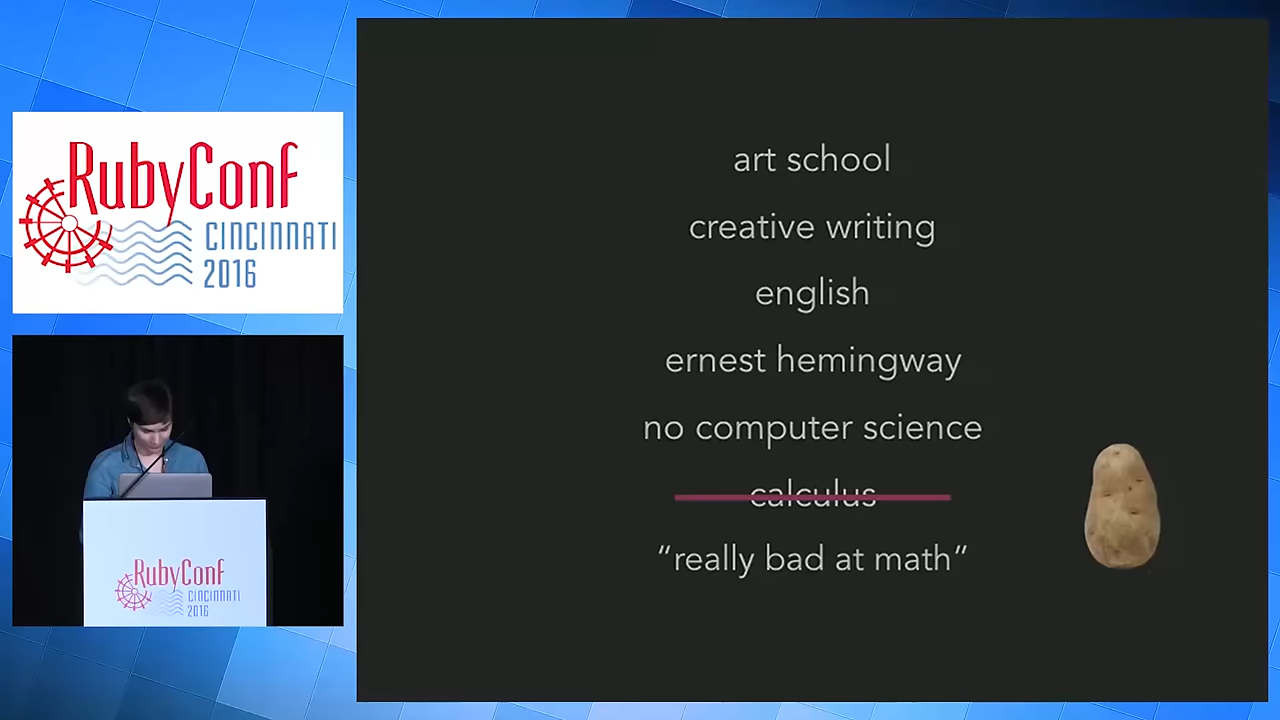 RubyConf
CINCINNATI
2016
art school
creative writing
english
ernest hemingway
no computer science
calculus
“really bad at math”
RubyConf
CINCINNATI
2016